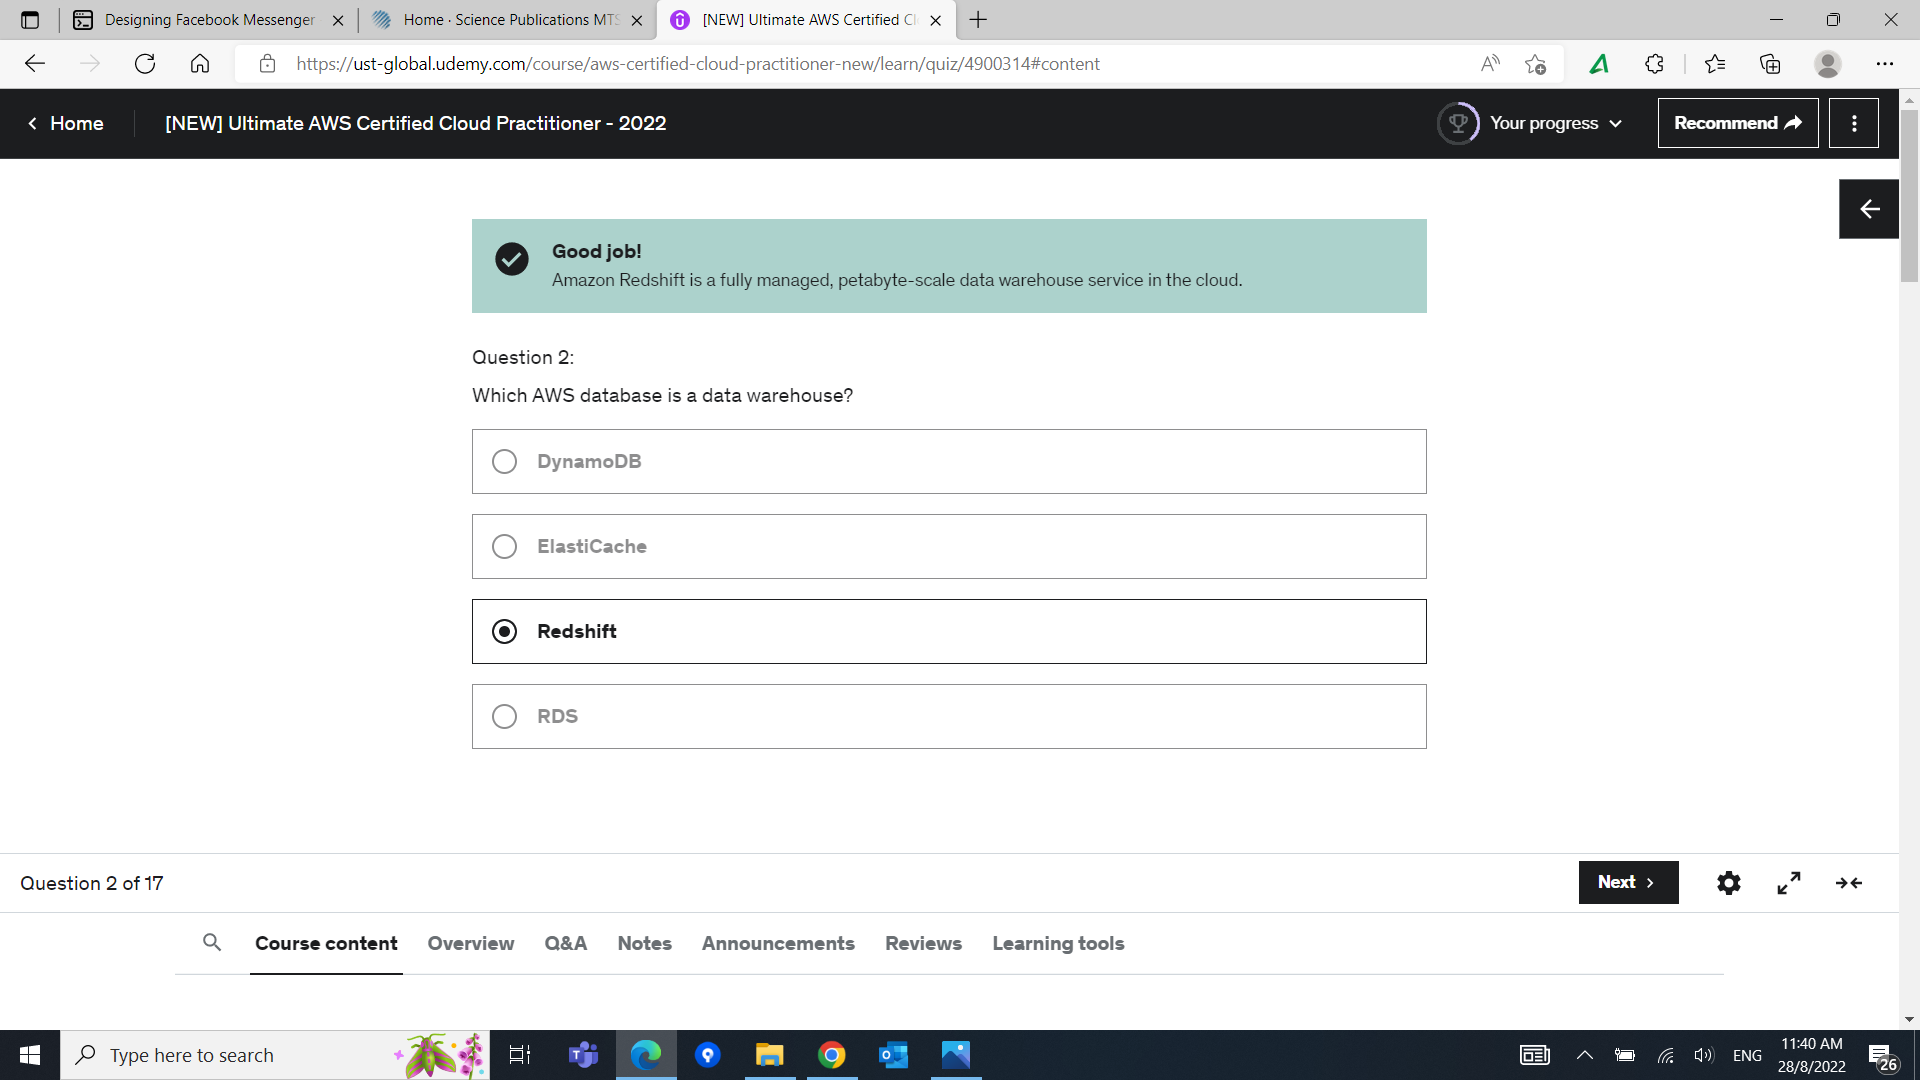 Designing Facebook Messenger
Home · Science Publications MTS
[NEW] Ultimate AWS Certified Cl
https://ust-global.udemy.com/course/aws-certified-cloud-practitioner-new/learn/quiz/4900314#content
Home
[NEW] Ultimate AWS Certified Cloud Practitioner - 2022
Your progress
Recommend
Good job!
Amazon Redshift is a fully managed, petabyte-scale data warehouse service in the cloud.
Question 2:
Which AWS database is a data warehouse?
DynamoDB
ElastiCache
Redshift
RDS
Question 2 of 17
Next
Course content
Overview
Q&A
Notes
Announcements
Reviews
Learning tools
Type here to search
ENG
11:40 AM
28/8/2022
26